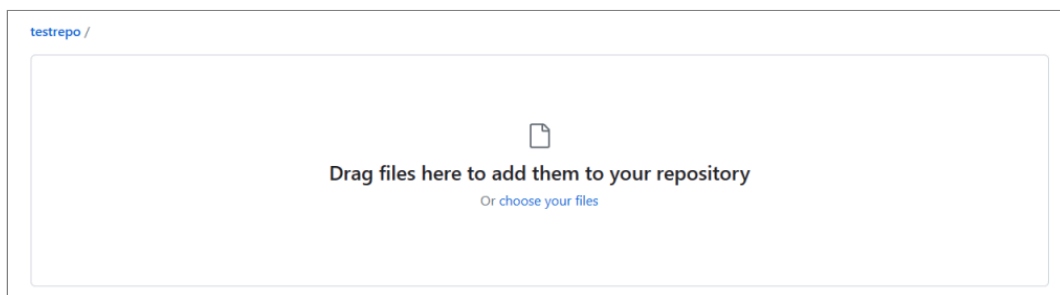 testrepo /
Drag files here to add them to your repository
Or choose your files